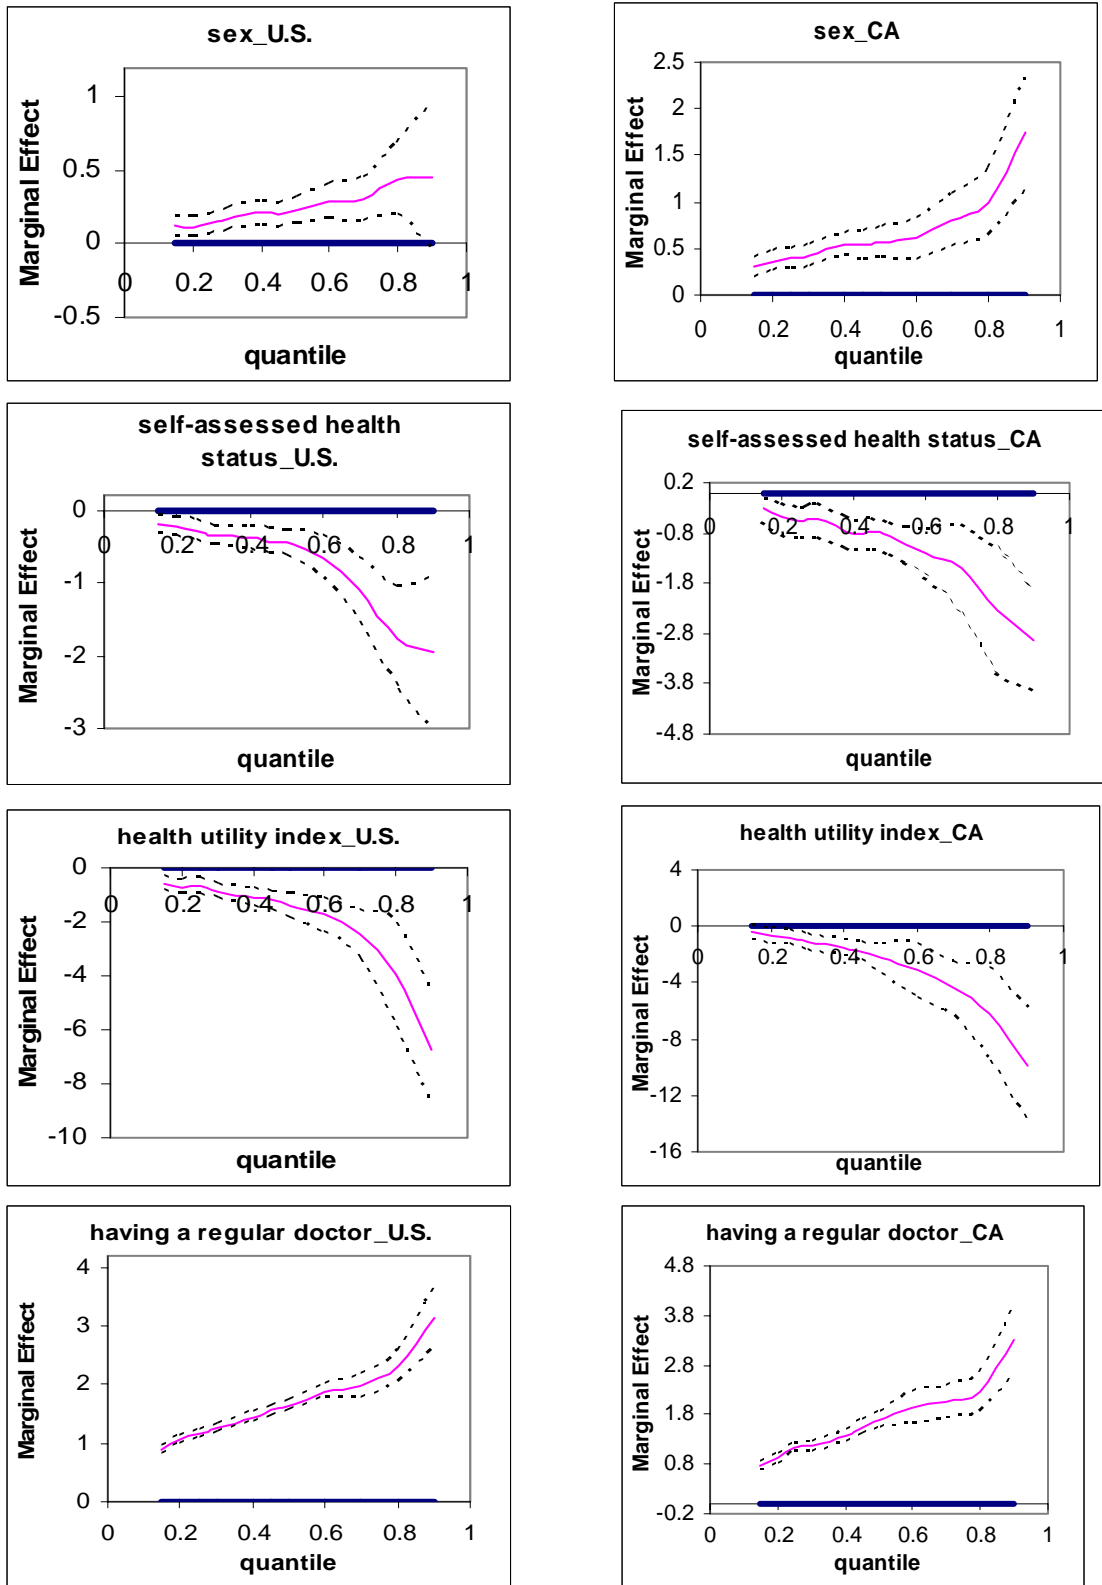 sex_U.S.
Marginal Effect
1
0.5
0
-0.5
0 0.2 0.4 0.6 0.8 1
quantile
sex_CA
Marginal Effect
2.5
2
1.5
1
0.5
0
0 0.2 0.4 0.6 0.8 1
quantile
self-assessed health
status_U.S.
Marginal Effect
0
-1
-2
-3
0 0.2 0.4 0.6 0.8 1
quantile
self-assessed health status_CA
Marginal Effect
0.2
-0.8
-1.8
-2.8
-3.8
-4.8
0 0.2 0.4 0.6 0.8 1
quantile
health utility index_U.S.
Marginal Effect
0
-2
-4
-6
-8
-10
0 0.2 0.4 0.6 0.8 1
quantile
health utility index_CA
Marginal Effect
4
0
-4
-8
-12
-16
0 0.2 0.4 0.6 0.8 1
quantile
having a regular doctor_U.S.
Marginal Effect
4
3
2
1
0
0 0.2 0.4 0.6 0.8 1
quantile
having a regular doctor_CA
Marginal Effect
4.8
3.8
2.8
1.8
0.8
-0.2
0 0.2 0.4 0.6 0.8 1
quantile